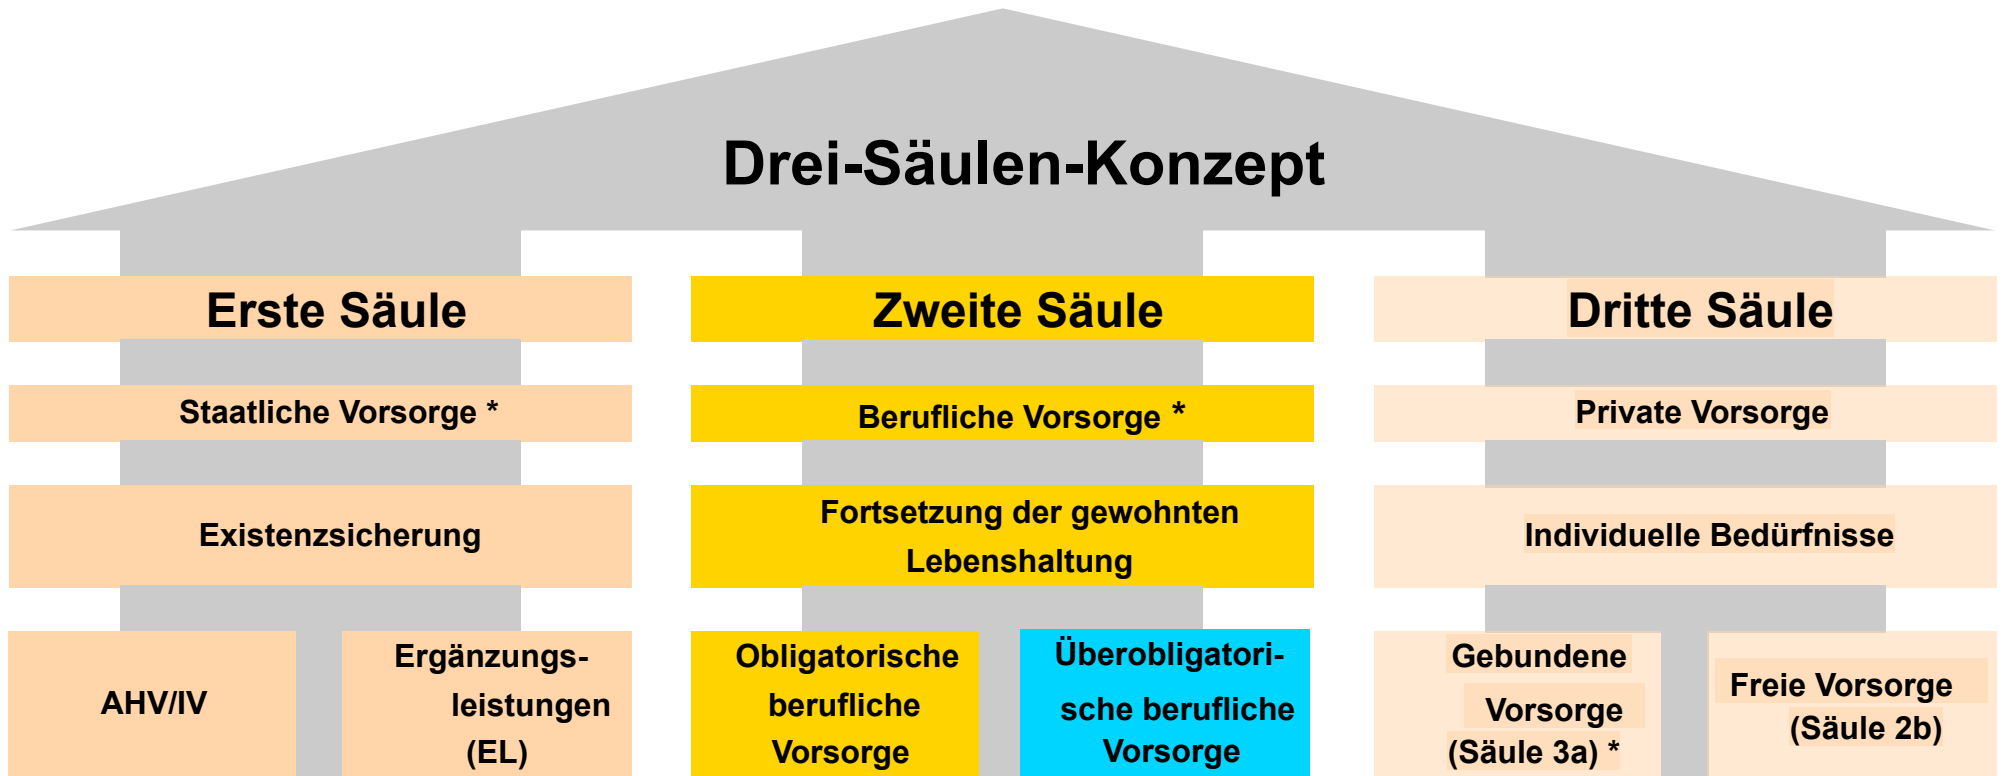 Drei-Säulen-Konzept
Erste Säule
Staatliche Vorsorge *
Existenzsicherung
AHV/IV
Ergänzungs-
leistungen
(EL)
Zweite Säule
Berufliche Vorsorge *
Fortsetzung der gewohnten
Lebenshaltung
Obligatorische
berufliche
Vorsorge
Überobligatori-
sche berufliche
Vorsorge
Dritte Säule
Private Vorsorge
Individuelle Bedürfnisse
Gebundene
Vorsorge
(Säule 3a) *
Freie Vorsorge
(Säule 2b)